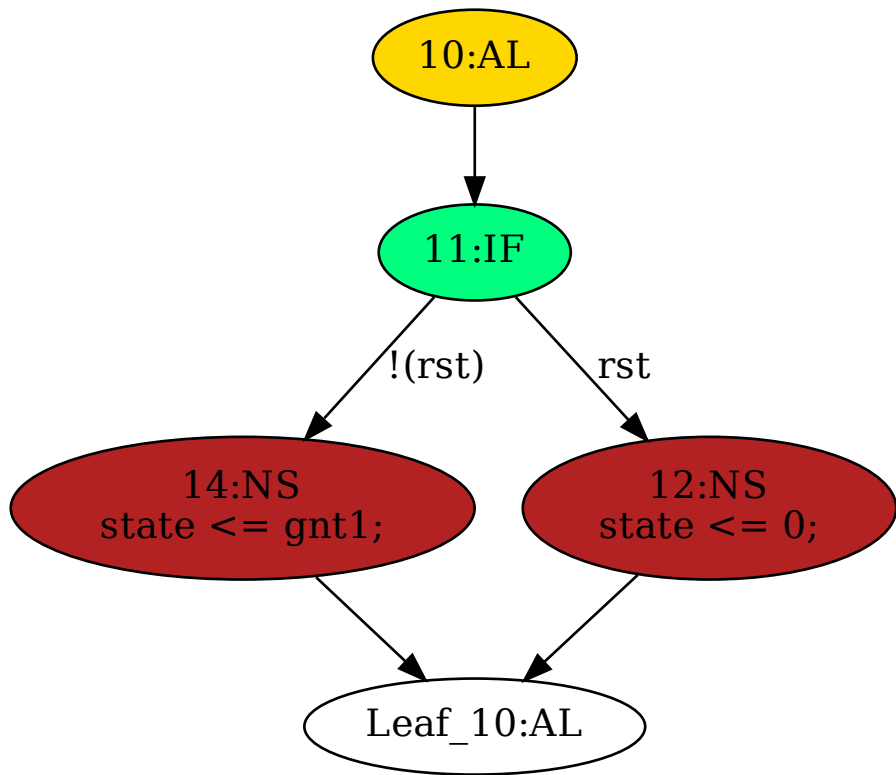 10:AL
11:IF
!(rst)
rst
14:NS
state <= gnt1;
12:NS
state <= 0;
Leaf_10:AL